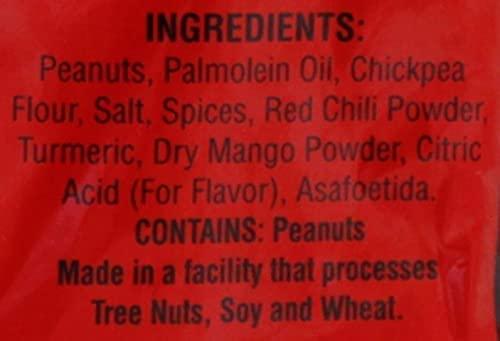 INGREDIENTS:
Peanuts, Palmolein Oil, Chickpea
Flour, Salt, Spices, Red Chili Powder,
Turmeric, Dry Mango Powder, Citric
Acid (For Flavor), Asafoetida.
CONTAINS: Peanuts
Made in a facility that processes
Tree Nuts, Soy and Wheat.